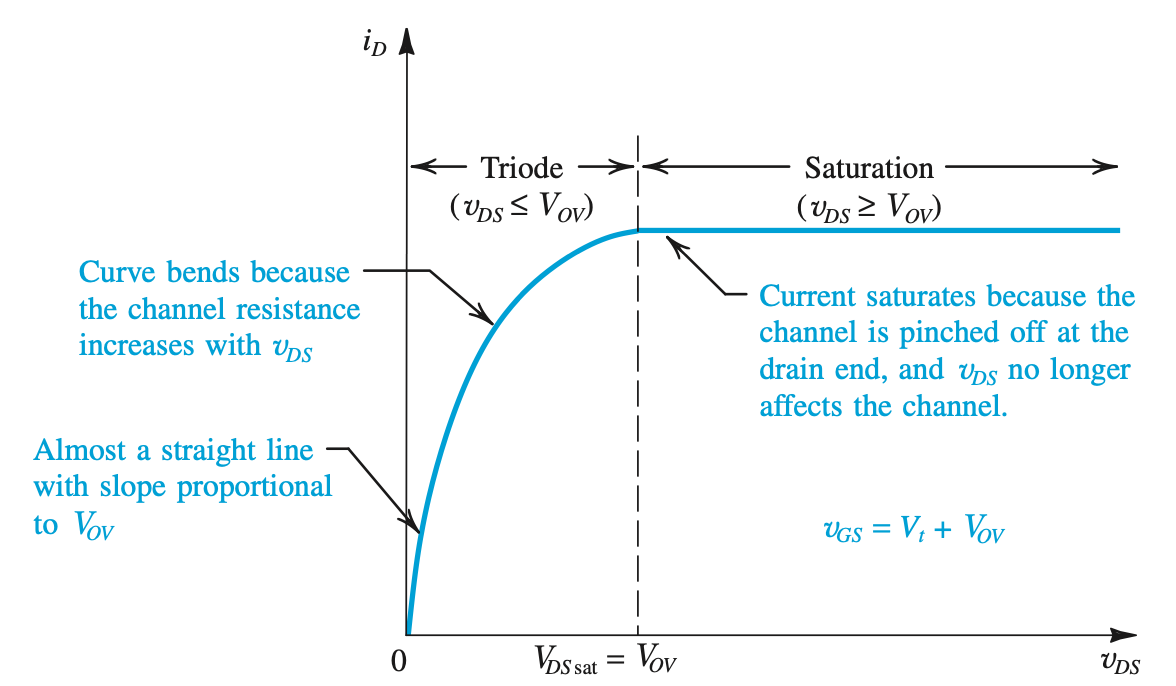 i_D
Triode
(v_DS ≤ V_OV)
Saturation
(v_DS ≥ V_OV)
Curve bends because
the channel resistance
increases with v_DS
Current saturates because the
channel is pinched off at the
drain end, and v_DS no longer
affects the channel.
Almost a straight line
with slope proportional
to V_OV
v_GS = V_t + V_OV
0
V_DS sat = V_OV
v_DS